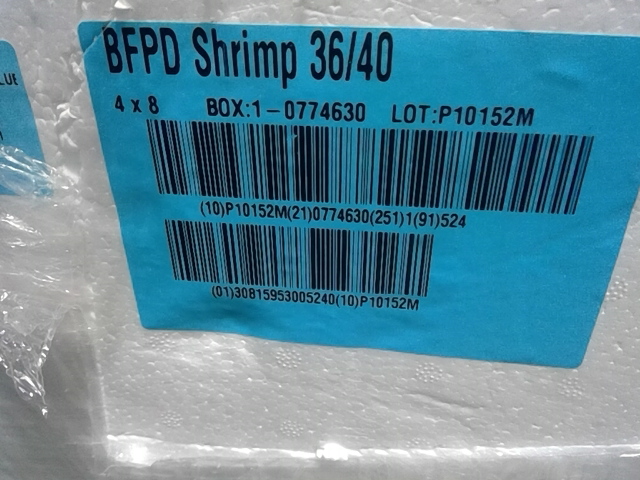 BFPD Shrimp 36/40
4 x 8 BOX:1-0774630 LOT:P10152M
(10)P10152M(21)0774630(251)1(91)524
(01)30815953005240(10)P10152M